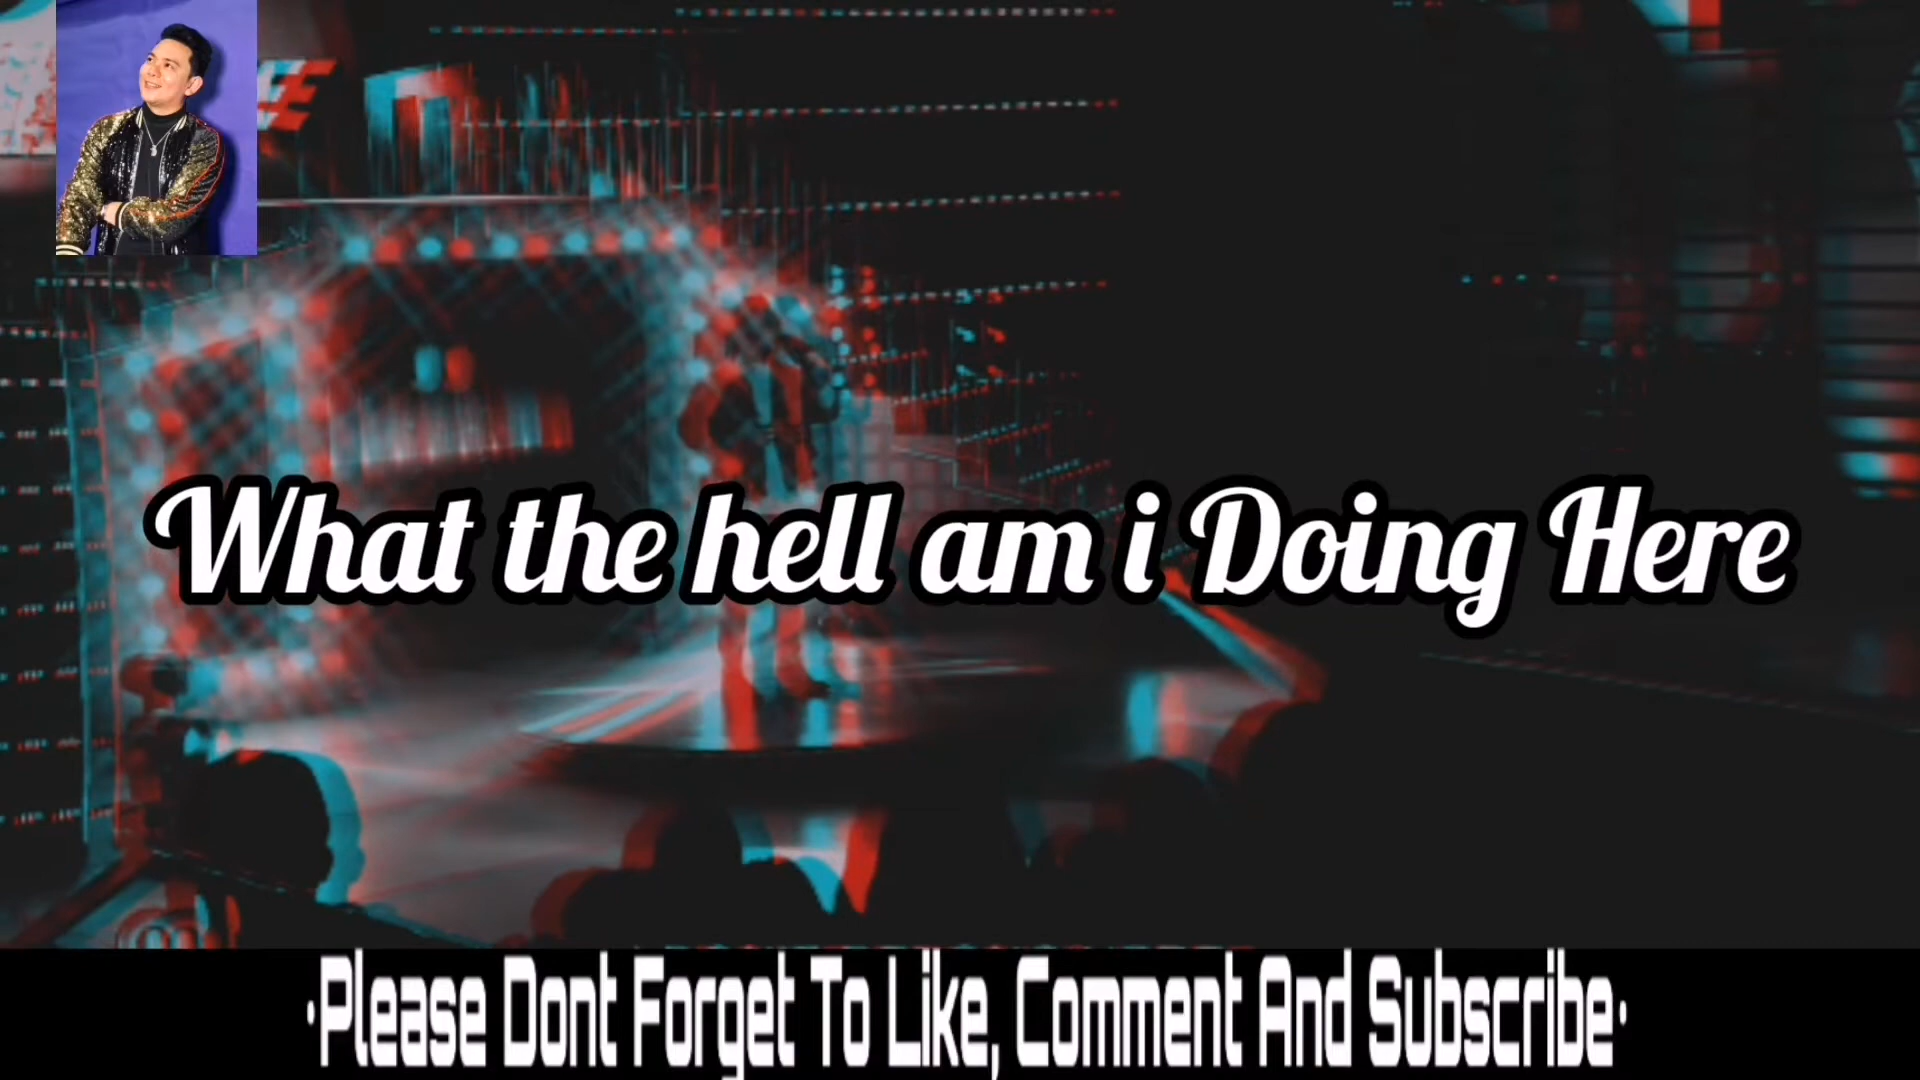 What the hell am i Doing Here
·Please Dont Forget To Like, Comment And Subscribe·